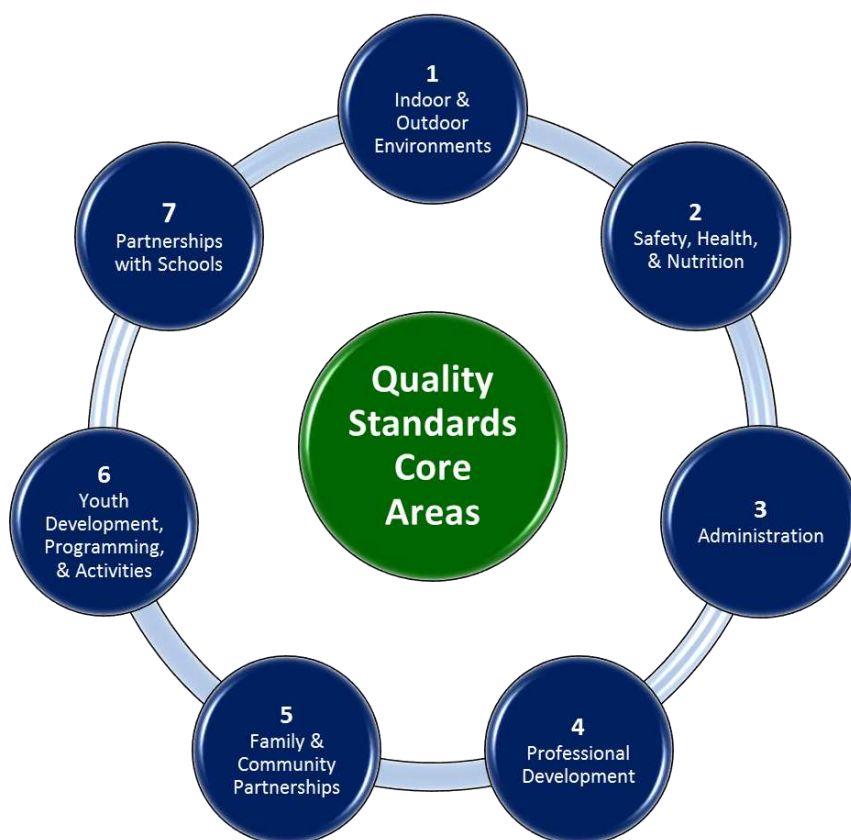 1
Indoor &
Outdoor
Environments
2
Safety, Health,
& Nutrition
3
Administration
4
Professional
Development
5
Family &
Community
Partnerships
6
Youth
Development,
Programming,
& Activities
7
Partnerships
with Schools
Quality
Standards
Core
Areas